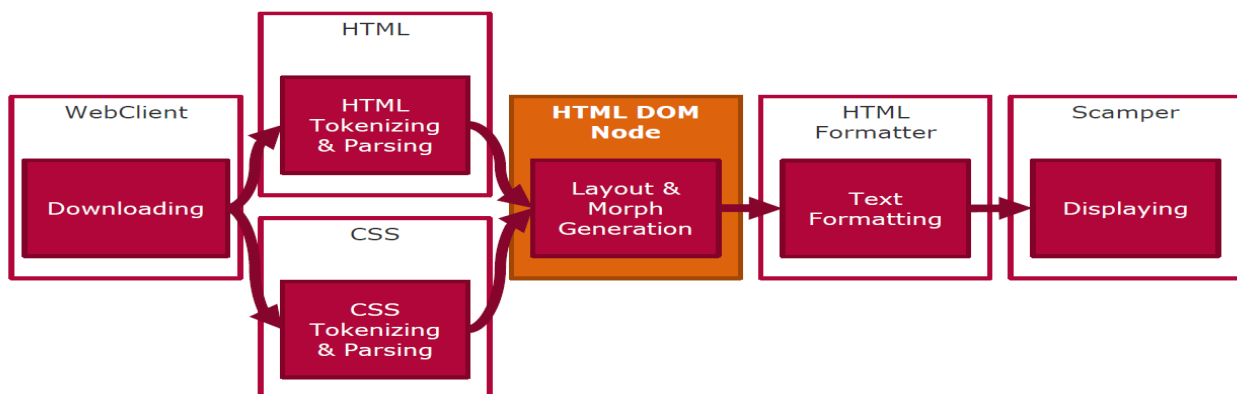 WebClient
Downloading
HTML
HTML
Tokenizing
& Parsing
CSS
CSS
Tokenizing
& Parsing
HTML DOM
Node
Layout &
Morph
Generation
HTML
Formatter
Text
Formatting
Scamper
Displaying